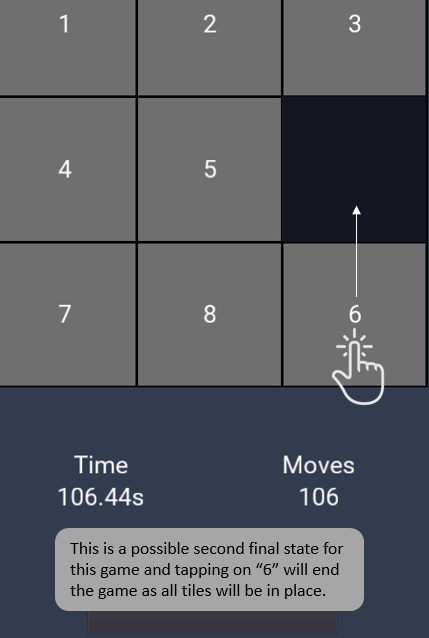 1 2 3
4 5
7 8 6
Time Moves
106.44s 106
This is a possible second final state for
this game and tapping on “6” will end
the game as all tiles will be in place.